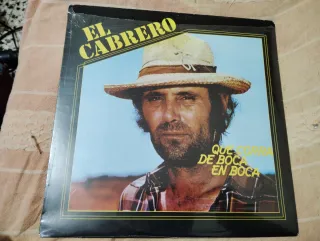 EL
CABRERO
QUE CORRA
DE BOCA
EN BOCA